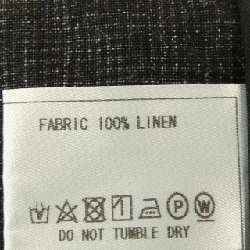 FABRIC 100% LINEN
P W
DO NOT TUMBLE DRY